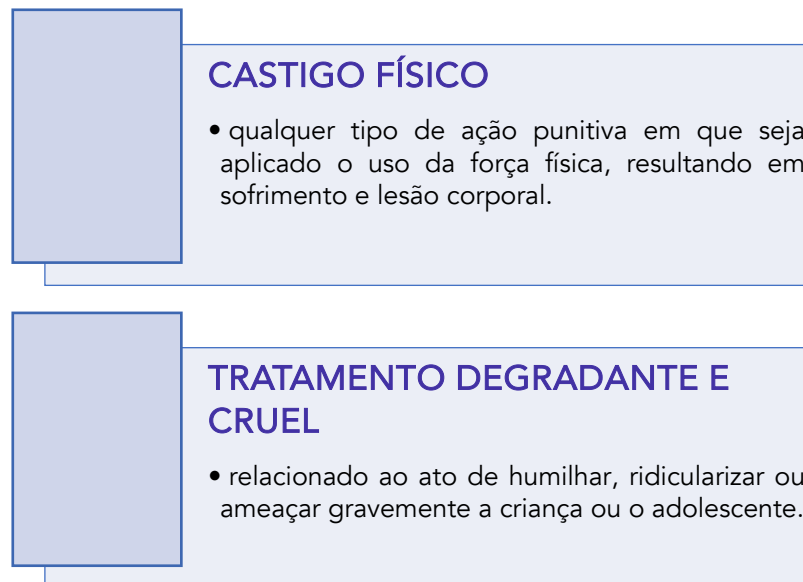 CASTIGO FÍSICO
• qualquer tipo de ação punitiva em que seja
aplicado o uso da força física, resultando em
sofrimento e lesão corporal.
TRATAMENTO DEGRADANTE E
CRUEL
• relacionado ao ato de humilhar, ridicularizar ou
ameaçar gravemente a criança ou o adolescente.